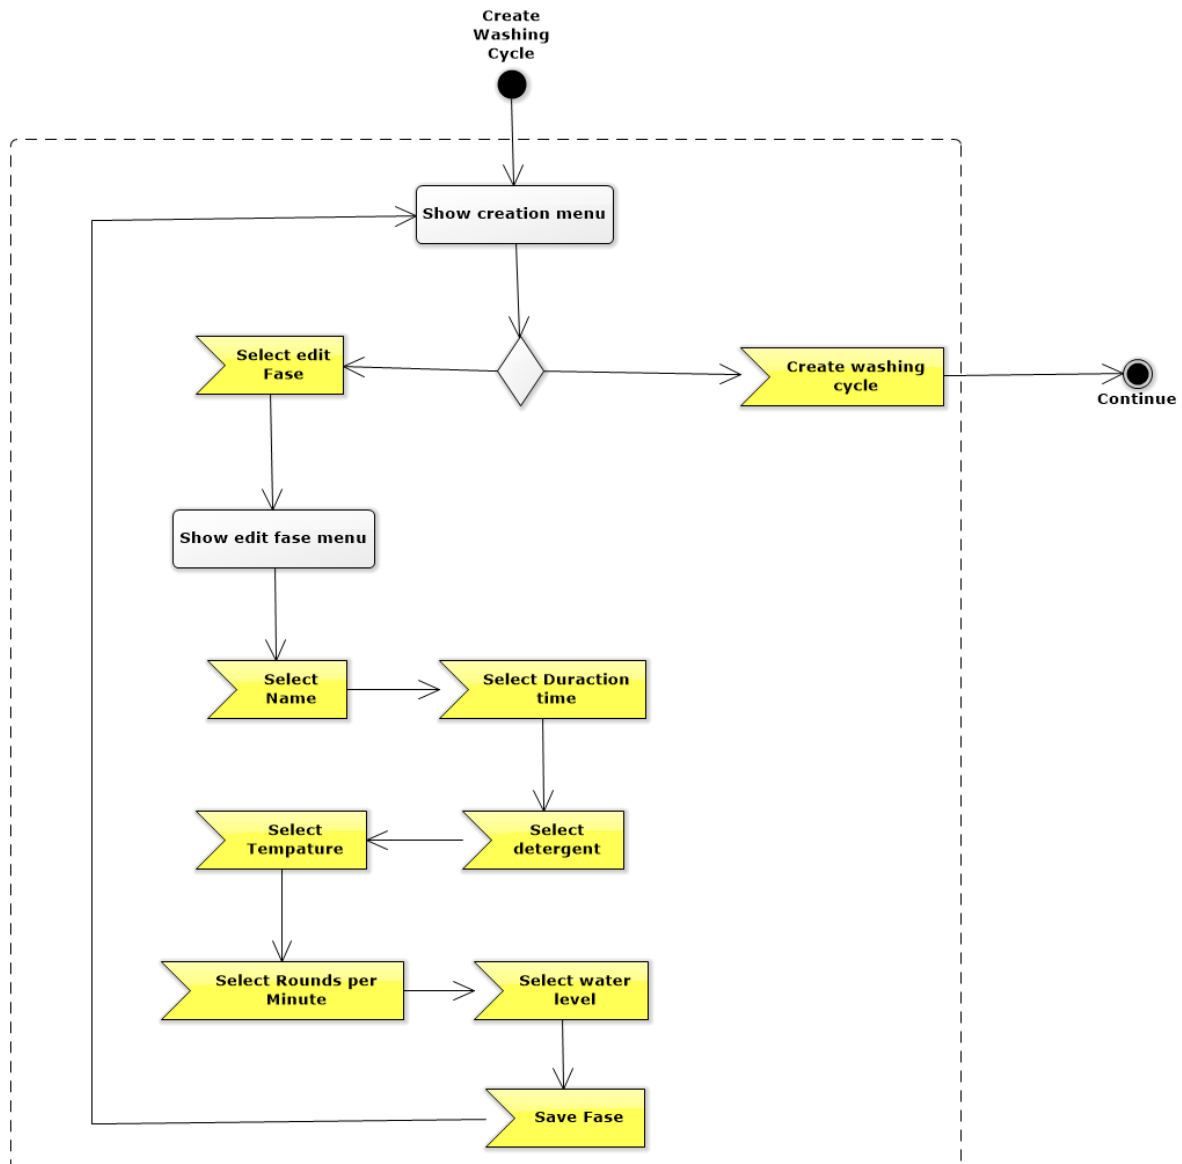 Create
Washing
Cycle
Show creation menu
Select edit
Fase
Create washing
cycle
Continue
Show edit fase menu
Select
Name
Select Duraction
time
Select
Tempature
Select
detergent
Select Rounds per
Minute
Select water
level
Save Fase